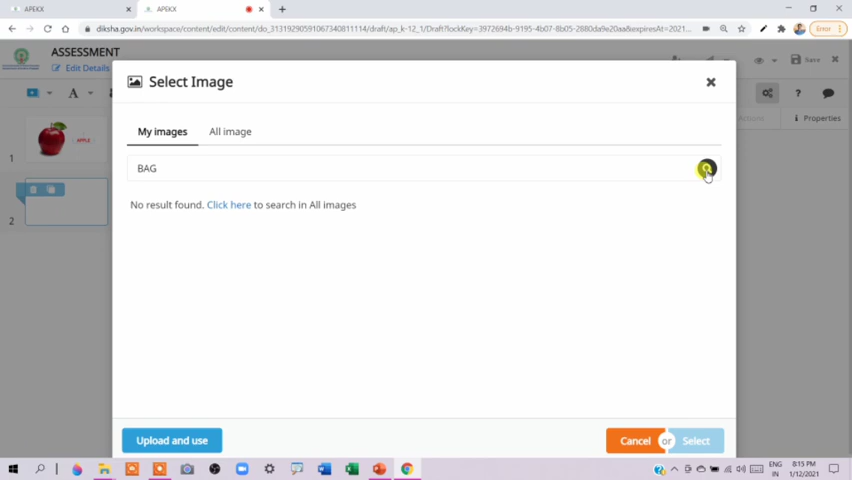 APEKX
APEKX
diksha.gov.in/workspace/content/edit/content/do_31319290591067340811114/draft/ap_k-12_1/Draft?lockKey=3972694b-9195-4b07-8b05-2880da9e20aa&expiresAt=2021...
Error
ASSESSMENT
Edit Details
Save
Select Image
A
Actions
Properties
My images All image
APPLE
1
BAG
No result found. Click here to search in All images
2
Upload and use
Cancel or Select
ENG
IN
8:15 PM
1/12/2021